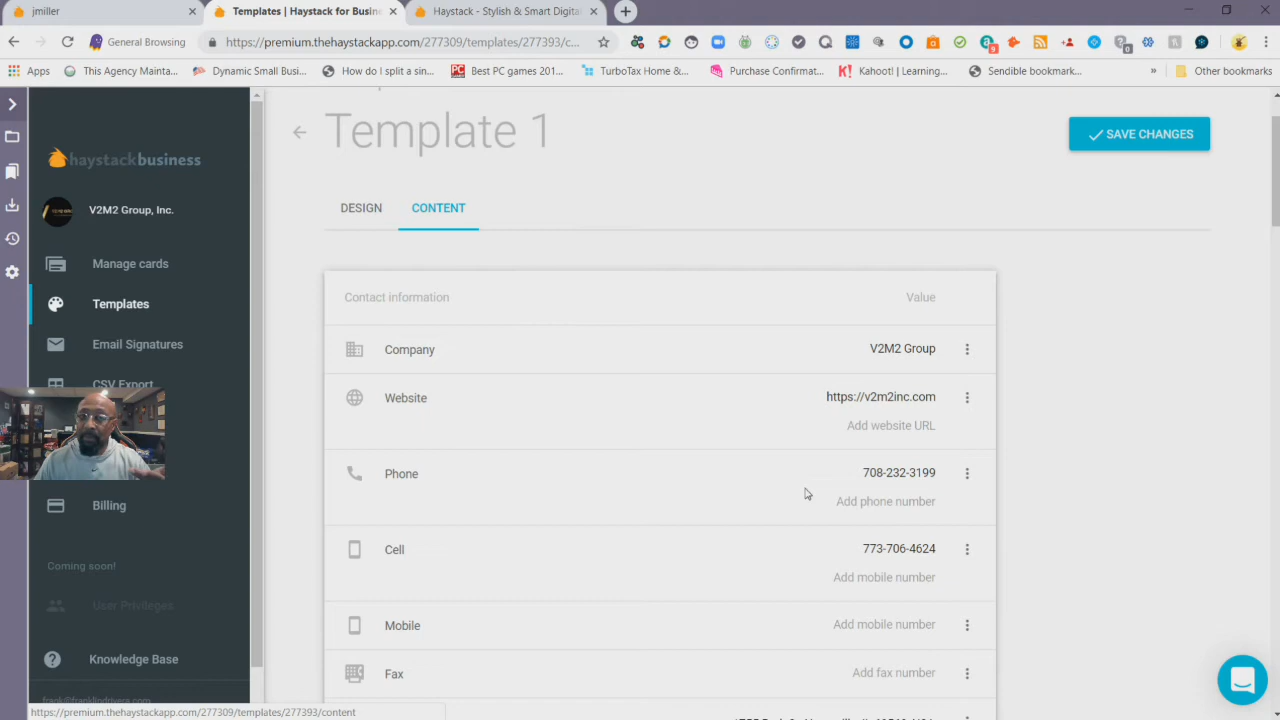 jmiller
Templates | Haystack for Busin
Haystack - Stylish & Smart Digita
General Browsing
https://premium.thehaystackapp.com/277309/templates/277393/c...
Apps
This Agency Mainta...
Dynamic Small Bus...
How do I split a sin...
Best PC games 201...
TurboTax Home &...
Purchase Confirmat...
Kahoot! | Learning...
Sendible bookmark...
»
Other bookmarks
haystackbusiness
V2M2 Group, Inc.
Manage cards
Templates
Email Signatures
CSV Export
Billing
Coming soon!
User Privileges
Knowledge Base
frank@franklindrivera.com
https://premium.thehaystackapp.com/277309/templates/277393/content
Template 1
SAVE CHANGES
DESIGN
CONTENT
Contact information
Value
Company
V2M2 Group
Website
https://v2m2inc.com
Add website URL
Phone
708-232-3199
Add phone number
Cell
773-706-4624
Add mobile number
Mobile
Add mobile number
Fax
Add fax number